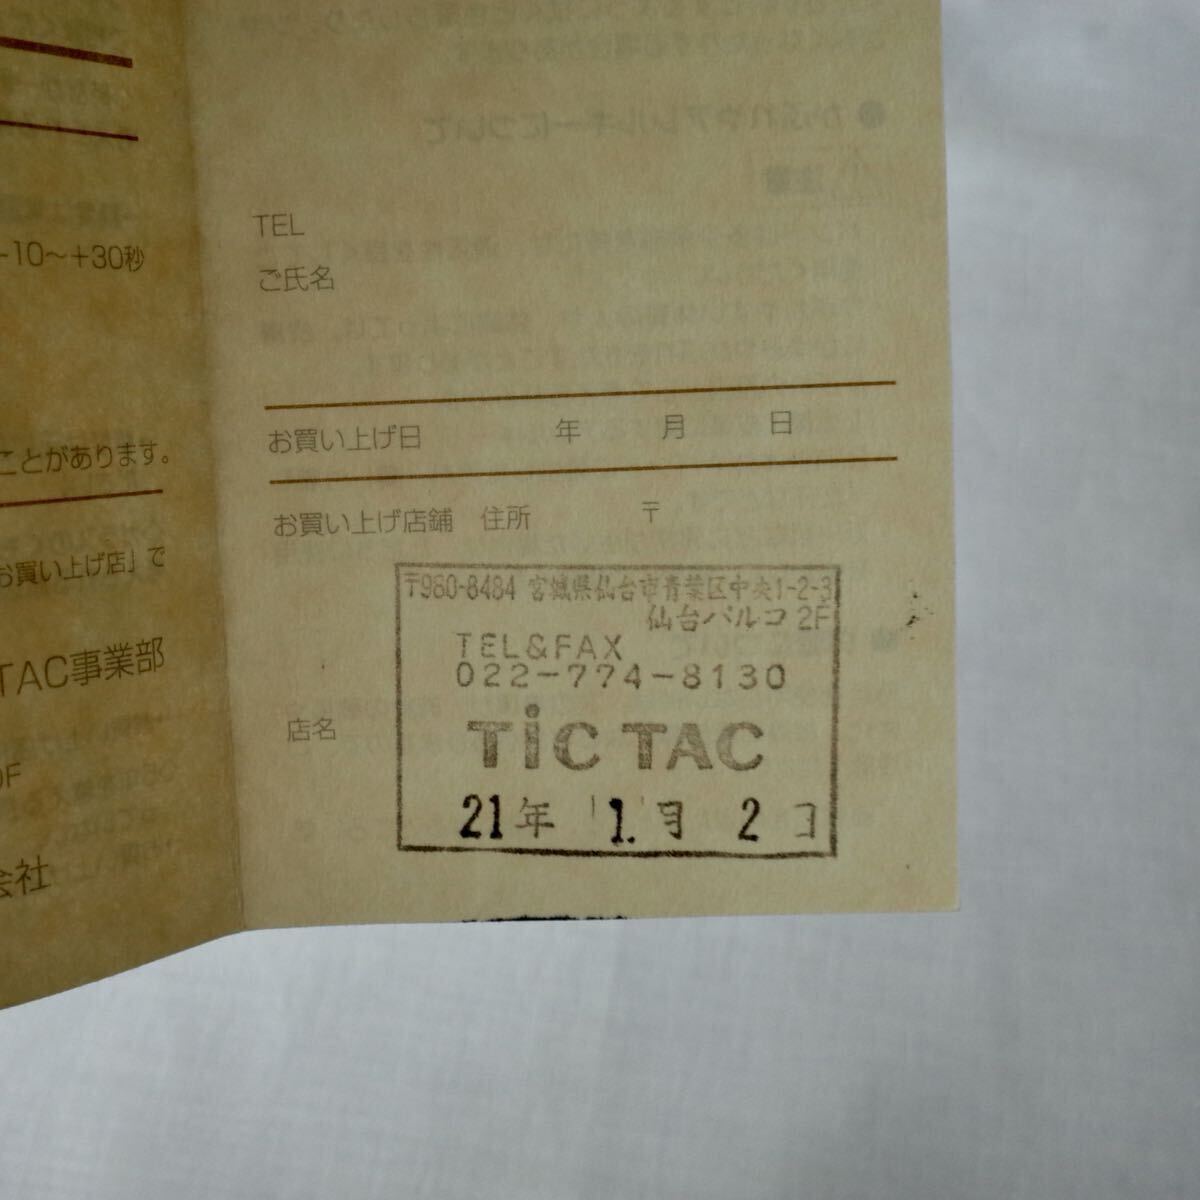 -10～+30秒
ことがあります。
お買い上げ店」で
TAC事業部
0F
会社
TEL
ご氏名
お買い上げ日 年 月 日
お買い上げ店舗 住所 〒
〒980-8484 宮城県仙台市青葉区中央1-2-3
仙台パルコ 2F
TEL&FAX
022-774-8130
店名
TiC TAC
21年 1月 2日